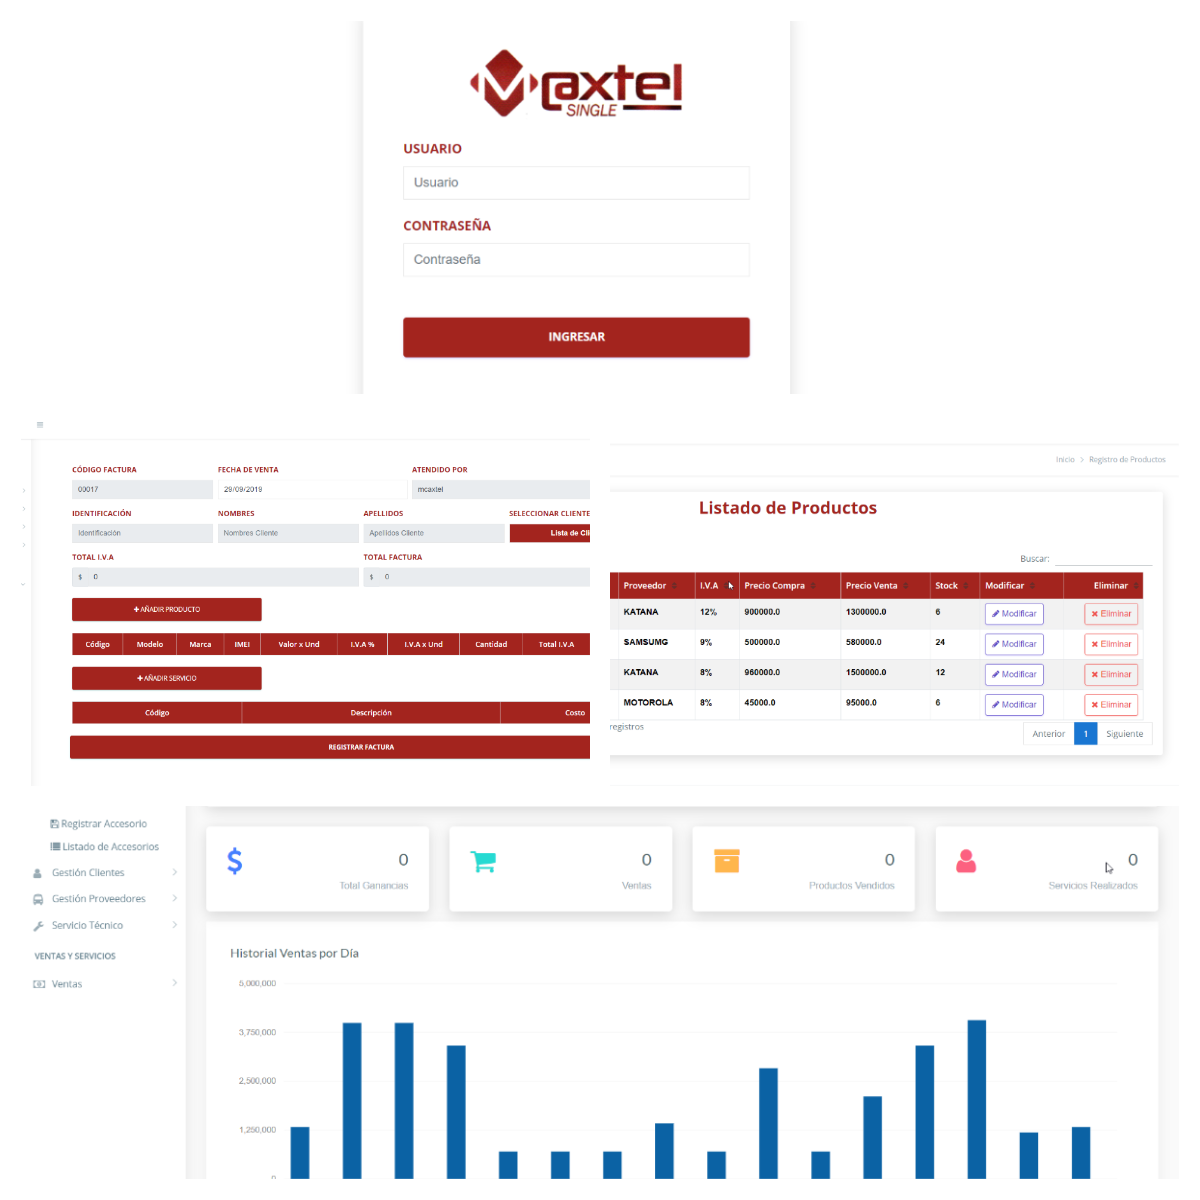 Mcaxtel
SINGLE
USUARIO
Usuario
CONTRASEÑA
Contraseña
INGRESAR
CÓDIGO FACTURA FECHA DE VENTA ATENDIDO POR
00017 29/09/2019 mcaxtel
IDENTIFICACIÓN NOMBRES APELLIDOS SELECCIONAR CLIENTE
Identificación Nombres Cliente Apellidos Cliente Lista de Cli
TOTAL I.V.A TOTAL FACTURA
$ 0 $ 0
+ AÑADIR PRODUCTO
Código Modelo Marca IMEI Valor x Und I.V.A % I.V.A x Und Cantidad Total I.V.A
+ AÑADIR SERVICIO
Código Descripción Costo
REGISTRAR FACTURA
Inicio > Registro de Productos
Listado de Productos
Buscar:
Proveedor I.V.A Precio Compra Precio Venta Stock Modificar Eliminar
KATANA 12% 900000.0 1300000.0 6 Modificar Eliminar
SAMSUMG 9% 500000.0 580000.0 24 Modificar Eliminar
KATANA 8% 960000.0 1500000.0 12 Modificar Eliminar
MOTOROLA 8% 45000.0 95000.0 6 Modificar Eliminar
registros
Anterior 1 Siguiente
Registrar Accesorio
Listado de Accesorios
Gestión Clientes
Gestión Proveedores
Servicio Técnico
VENTAS Y SERVICIOS
Ventas
0
Total Ganancias
0
Ventas
0
Productos Vendidos
0
Servicios Realizados
Historial Ventas por Día
5,000,000
3,750,000
2,500,000
1,250,000
0